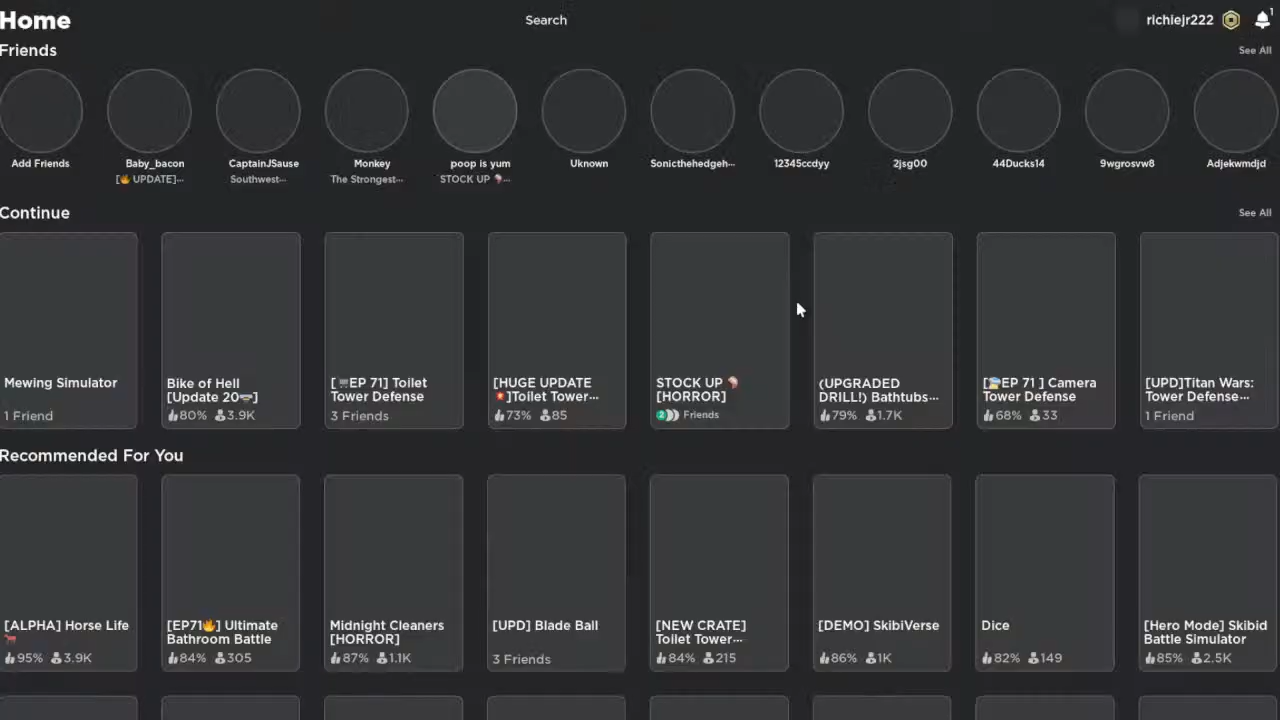 Home
Search
richiejr222
1
Friends
See All
Add Friends
Baby_bacon
[🔥UPDATE]...
CaptainJSause
Southwest...
Monkey
The Strongest...
poop is yum
STOCK UP 🍗...
Uknown
Sonicthehedgeh...
12345ccdyy
2jsg00
44Ducks14
9wgrosvw8
Adjekwmdjd
Continue
See All
Mewing Simulator
1 Friend
Bike of Hell
[Update 20🚃]
80% 3.9K
[ EP 71] Toilet
Tower Defense
3 Friends
[HUGE UPDATE
💥]Toilet Tower...
73% 85
STOCK UP 🍗
[HORROR]
2 Friends
(UPGRADED
DRILL!) Bathtubs...
79% 1.7K
[EP 71 ] Camera
Tower Defense
68% 33
[UPD]Titan Wars:
Tower Defense...
1 Friend
Recommended For You
[ALPHA] Horse Life
🐎
95% 3.9K
[EP71🔥] Ultimate
Bathroom Battle
84% 305
Midnight Cleaners
[HORROR]
87% 1.1K
[UPD] Blade Ball
3 Friends
[NEW CRATE]
Toilet Tower...
84% 215
[DEMO] SkibiVerse
86% 1K
Dice
82% 149
[Hero Mode] Skibid
Battle Simulator
85% 2.5K